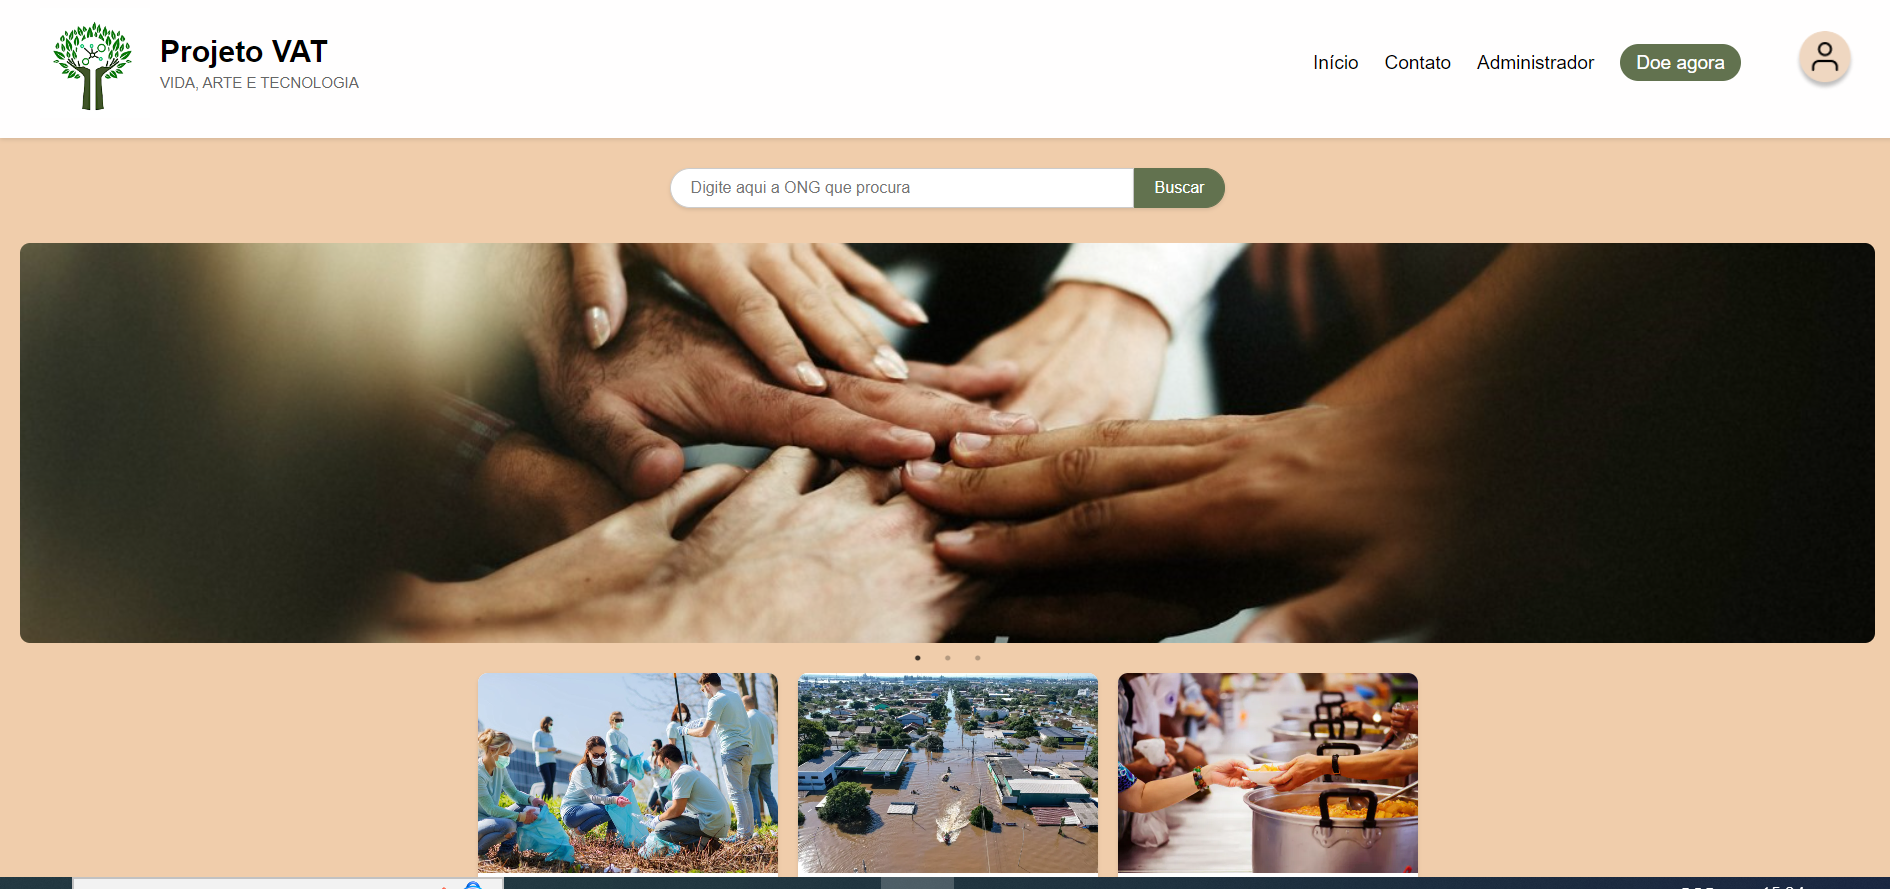 Projeto VAT
VIDA, ARTE E TECNOLOGIA
Início Contato Administrador Doe agora
Digite aqui a ONG que procura Buscar